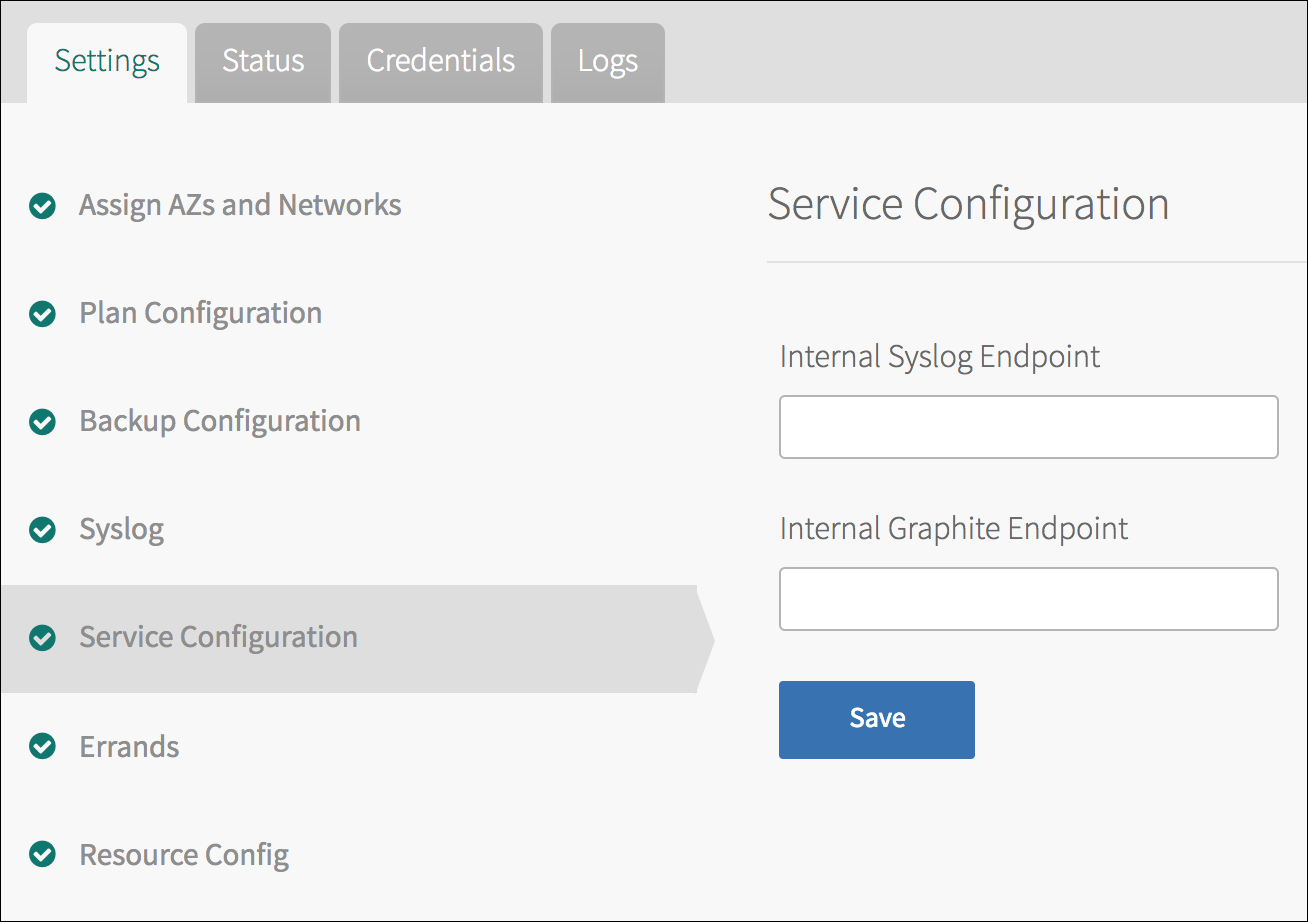 Settings
Status
Credentials
Logs
Assign AZs and Networks
Plan Configuration
Backup Configuration
Syslog
Service Configuration
Errands
Resource Config
Service Configuration
Internal Syslog Endpoint
Internal Graphite Endpoint
Save